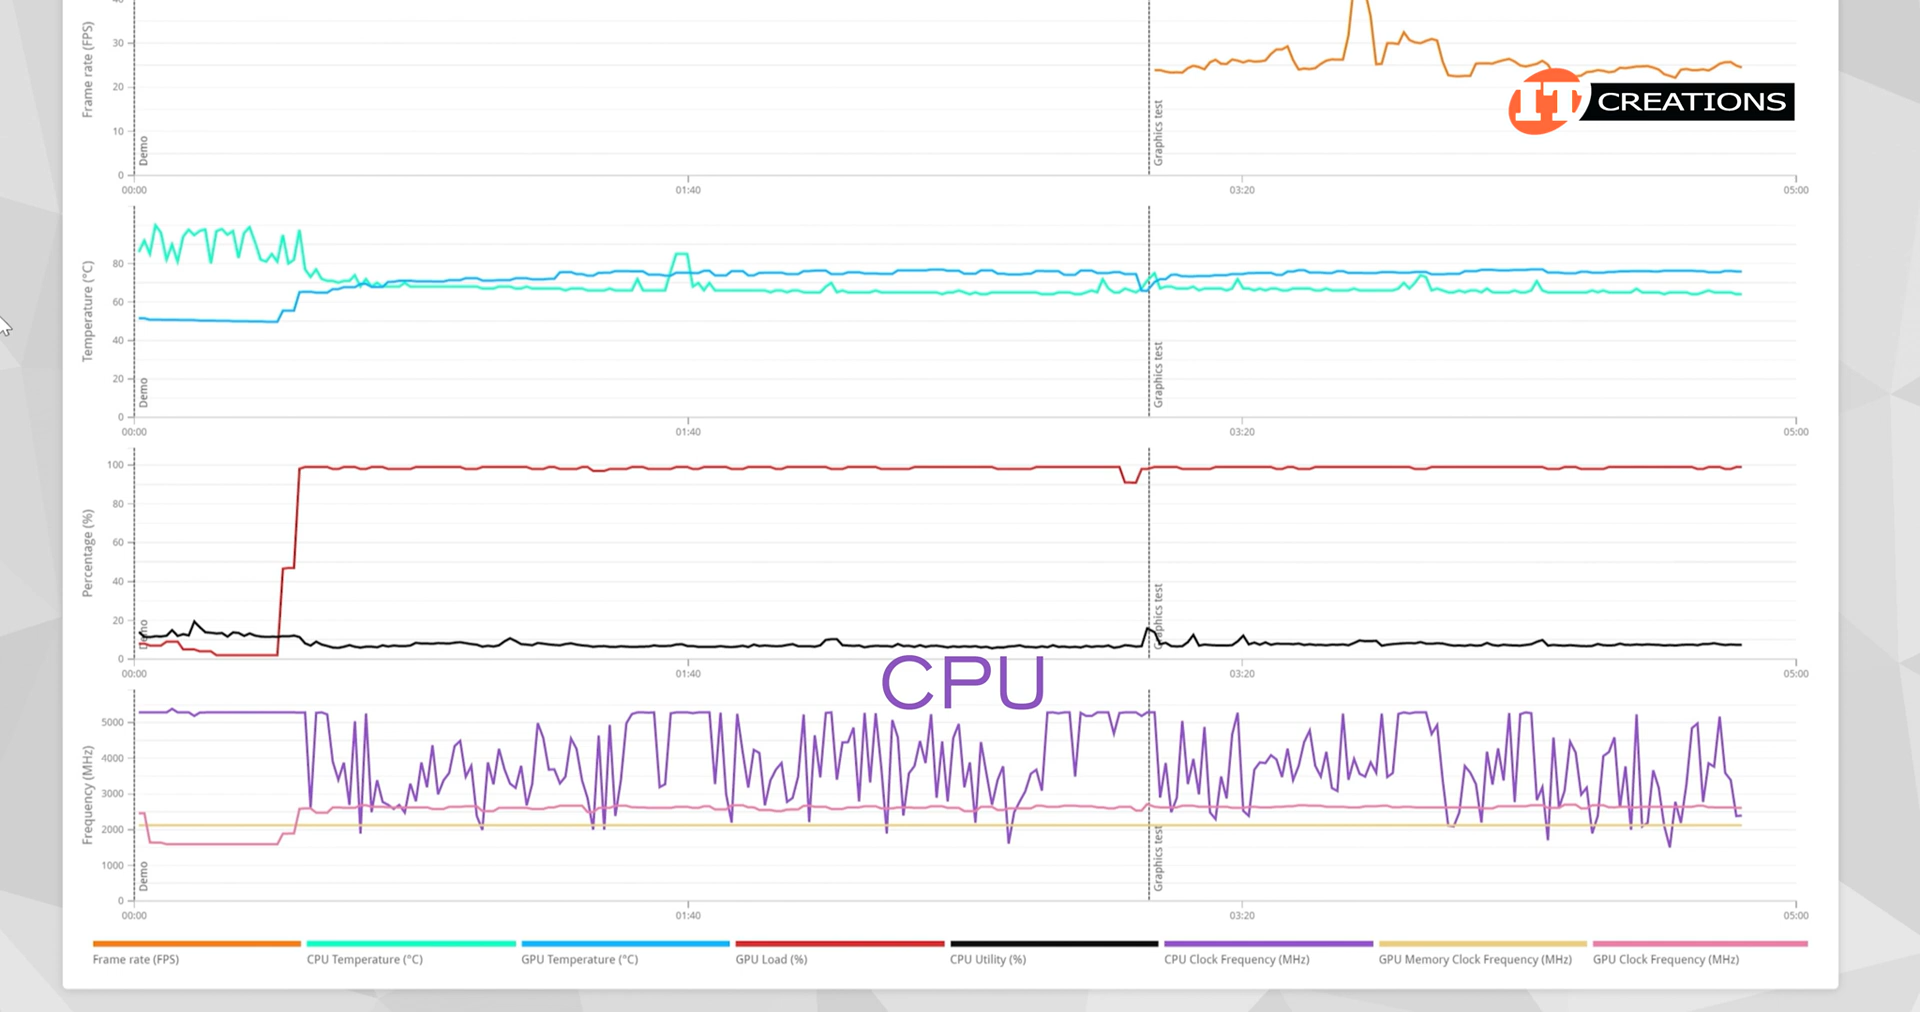 Frame rate (FPS)
30
20
10
0
Demo
Graphics test
00:00
01:40
03:20
05:00
IT CREATIONS
Temperature (°C)
80
60
40
20
0
Demo
Graphics test
00:00
01:40
03:20
05:00
Percentage (%)
100
80
60
40
20
0
Demo
Graphics test
00:00
01:40
03:20
05:00
CPU
Frequency (MHz)
5000
4000
3000
2000
1000
0
Demo
Graphics test
00:00
01:40
03:20
05:00
Frame rate (FPS)
CPU Temperature (°C)
GPU Temperature (°C)
GPU Load (%)
CPU Utility (%)
CPU Clock Frequency (MHz)
GPU Memory Clock Frequency (MHz)
GPU Clock Frequency (MHz)